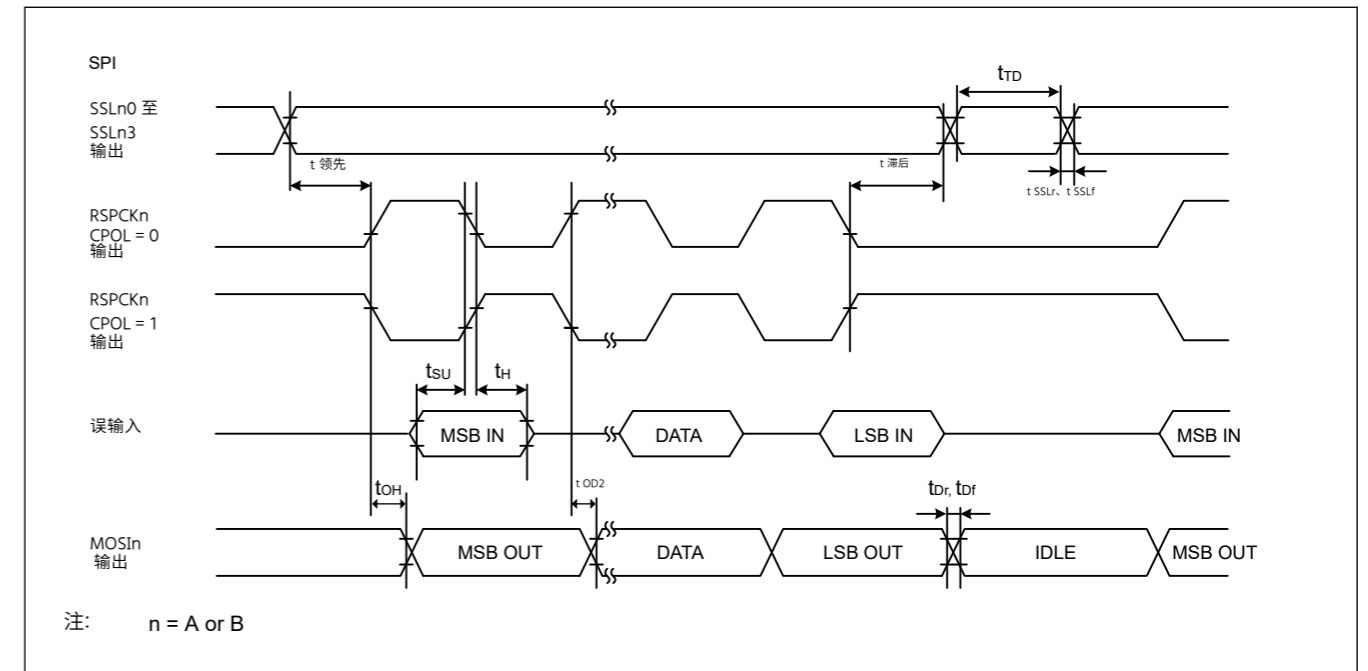 SPI
SSLn0 至
SSLn3
输出
tTD
t 领先
t 滞后
t SSLr、t SSLf
RSPCKn
CPOL = 0
输出
RSPCKn
CPOL = 1
输出
tSU
tH
误输入
MSB IN
DATA
LSB IN
MSB IN
tOH
t OD2
tDr, tDf
MOSIn
输出
MSB OUT
DATA
LSB OUT
IDLE
MSB OUT
注: n = A or B